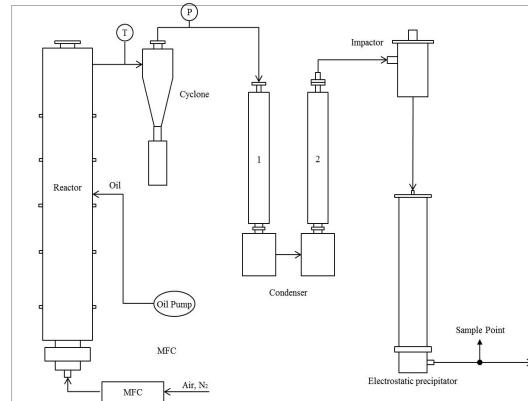 P
T
Impactor
Cyclone
1
2
Reactor
Oil
Oil Pump
Condenser
MFC
Sample Point
Electrostatic precipitator
Air, N₂
MFC